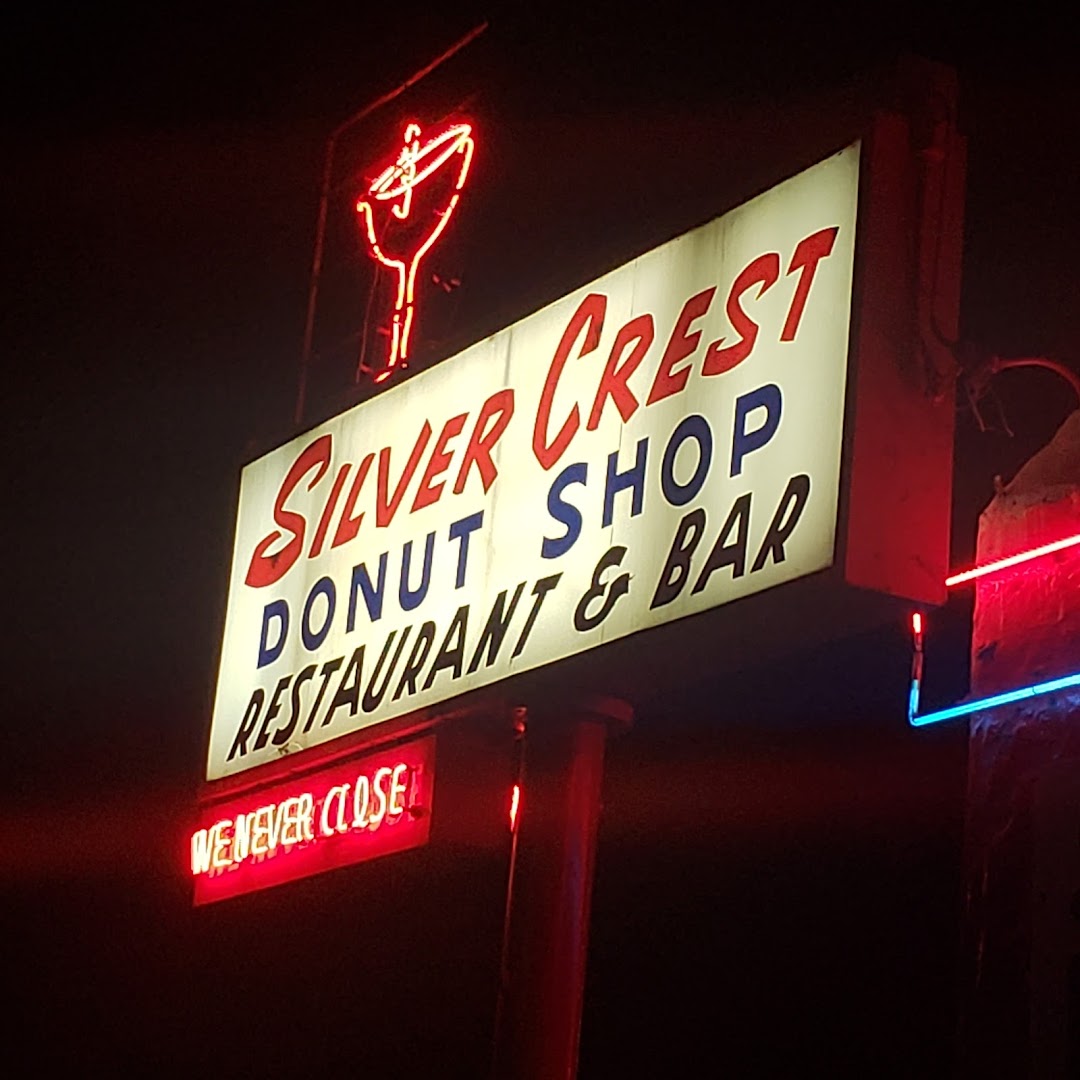 SILVER CREST
DONUT SHOP
RESTAURANT & BAR
WE NEVER CLOSE